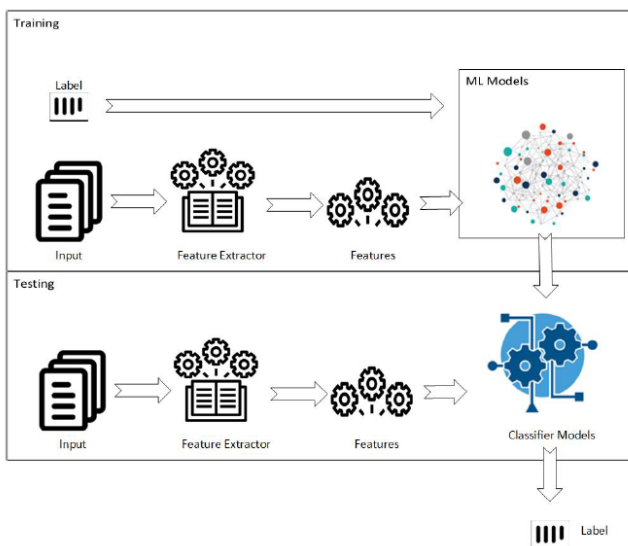 Training
Label
ML Models
Input
Feature Extractor
Features
Testing
Input
Feature Extractor
Features
Classifier Models
Label